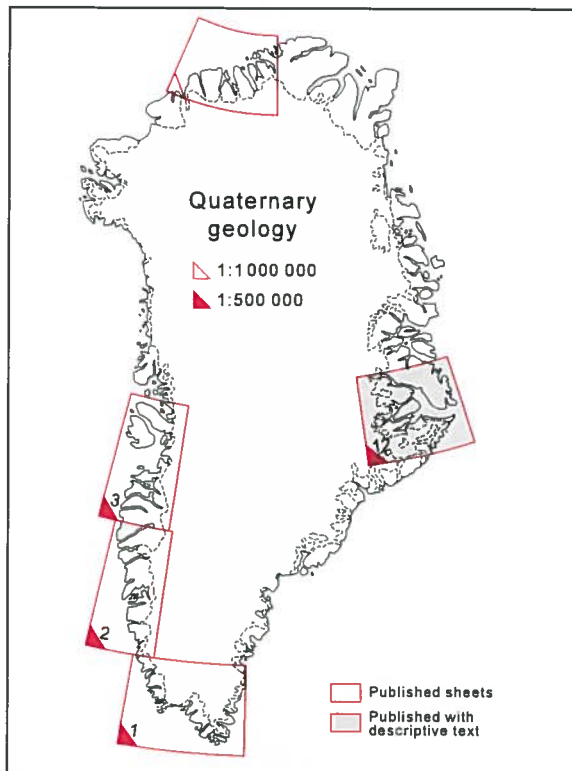 Quaternary
geology
1:1 000 000
1:500 000
12
3
2
1
Published sheets
Published with
descriptive text